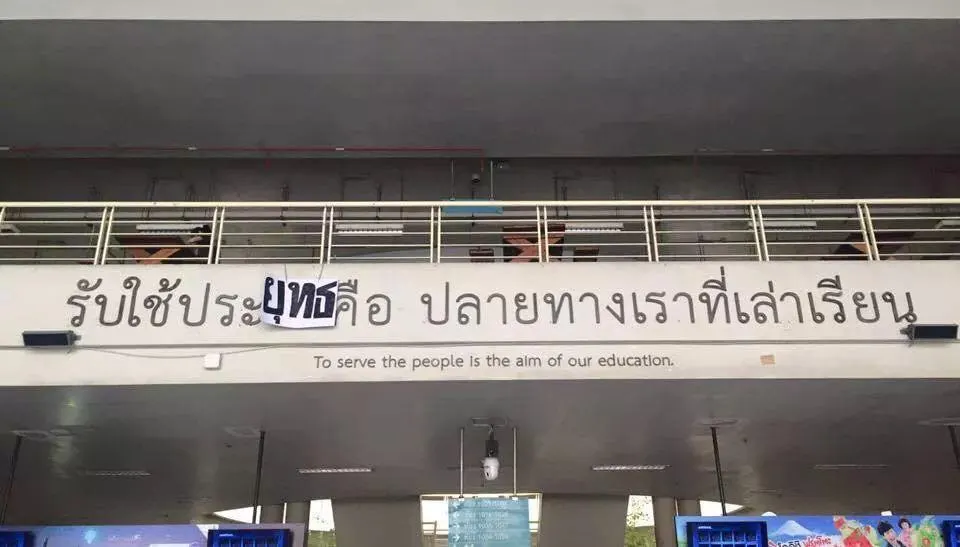 รับใช้ประยุทธคือ ปลายทางเราที่เล่าเรียน
To serve the people is the aim of our education.